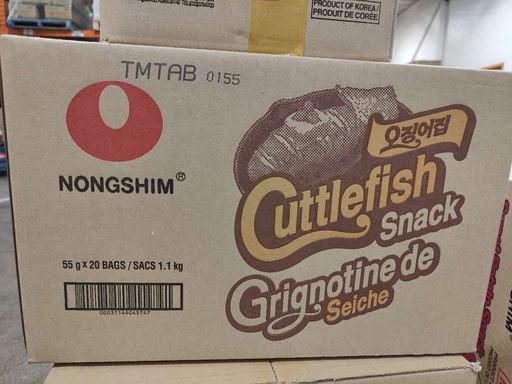 PRODUCT OF KOREA/
PRODUIT DE CORÉE
TMTAB 0155
오징어집
NONGSHIM®
Cuttlefish
Snack
55 g x 20 BAGS / SACS 1.1 kg
Grignotine de
Seiche